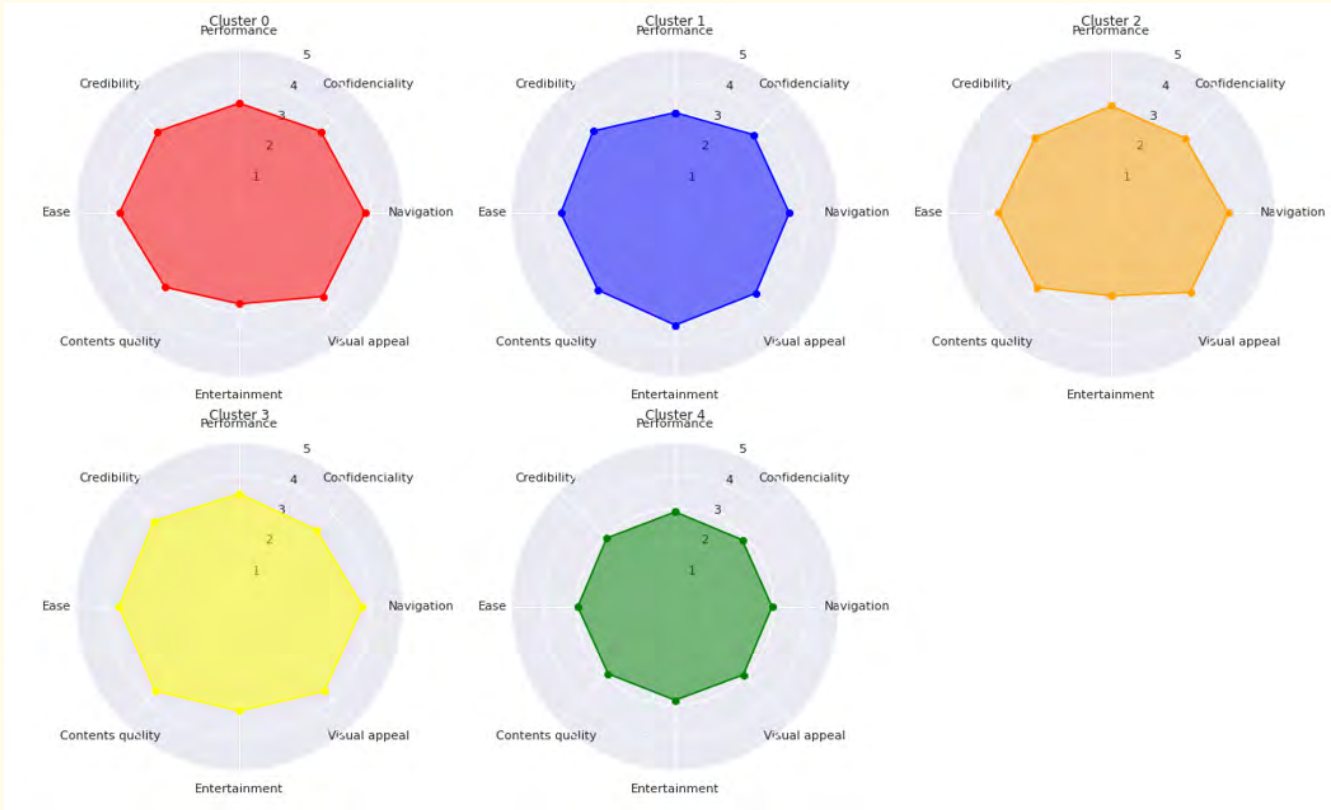 Cluster 0
Performance
Credibility
Confidenciality
5
4
3
2
1
Ease
Navigation
Contents quality
Visual appeal
Entertainment
Cluster 1
Performance
Credibility
Confidenciality
5
4
3
2
1
Ease
Navigation
Contents quality
Visual appeal
Entertainment
Cluster 2
Performance
Credibility
Confidenciality
5
4
3
2
1
Ease
Navigation
Contents quality
Visual appeal
Entertainment
Cluster 3
Performance
Credibility
Confidenciality
5
4
3
2
1
Ease
Navigation
Contents quality
Visual appeal
Entertainment
Cluster 4
Performance
Credibility
Confidenciality
5
4
3
2
1
Ease
Navigation
Contents quality
Visual appeal
Entertainment